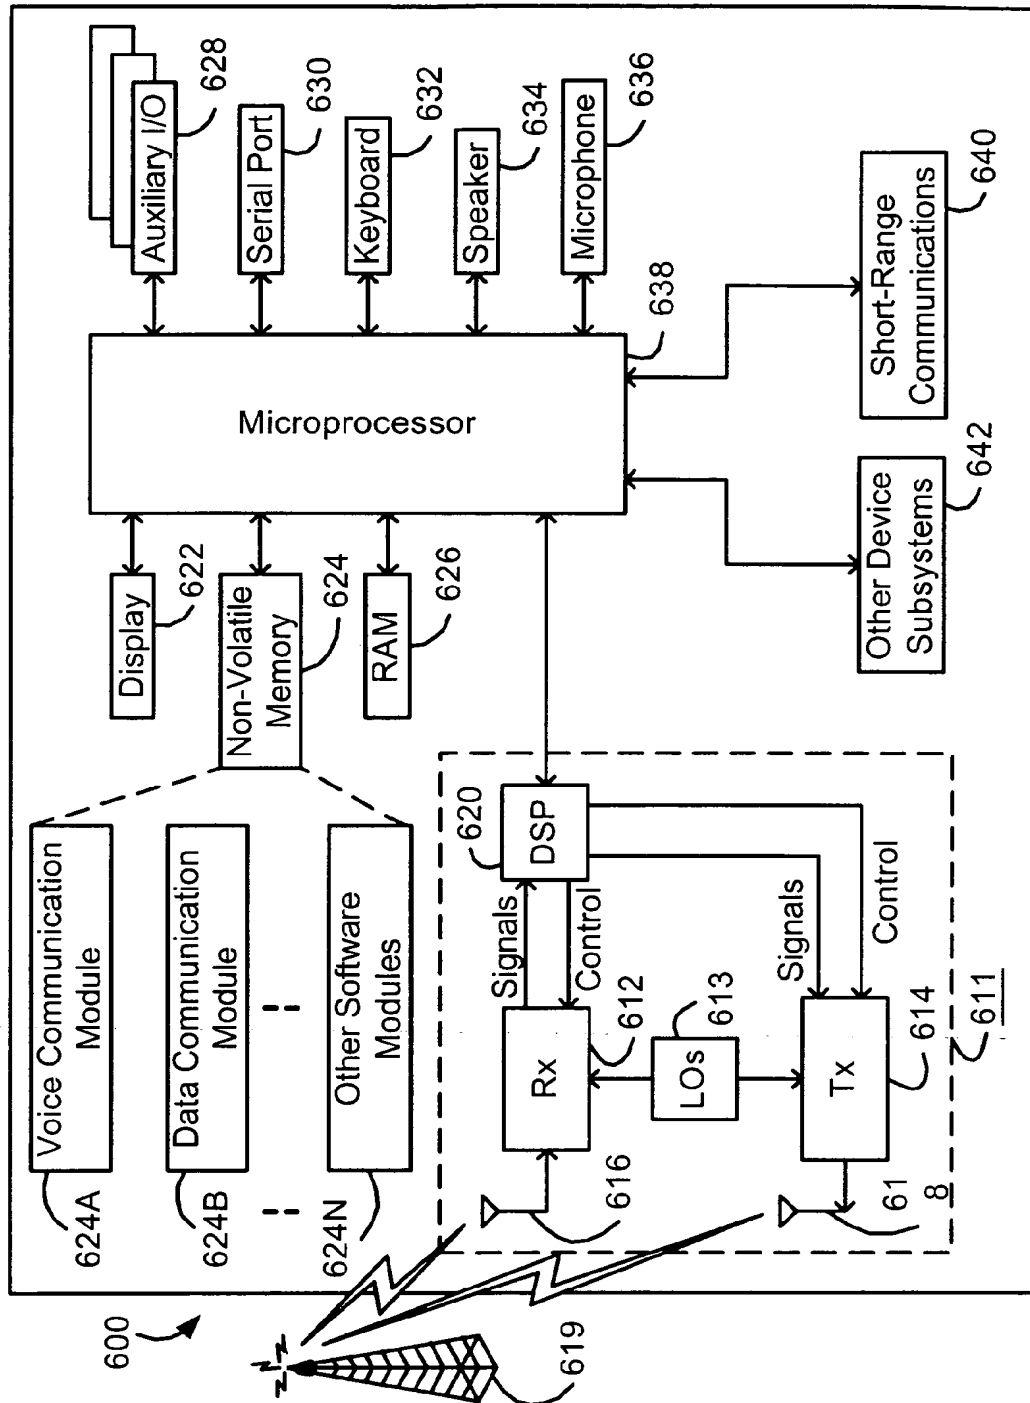 600
619
Voice Communication
Module
624A
Data Communication
Module
624B
Other Software
Modules
624N
Display
622
Non-Volatile
Memory
624
RAM
626
Microprocessor
638
Auxiliary I/O
628
Serial Port
630
Keyboard
632
Speaker
634
Microphone
636
Short-Range
Communications
640
Other Device
Subsystems
642
DSP
620
Signals
Control
Rx
612
LOs
613
Signals
Control
Tx
614
616
61
8
611